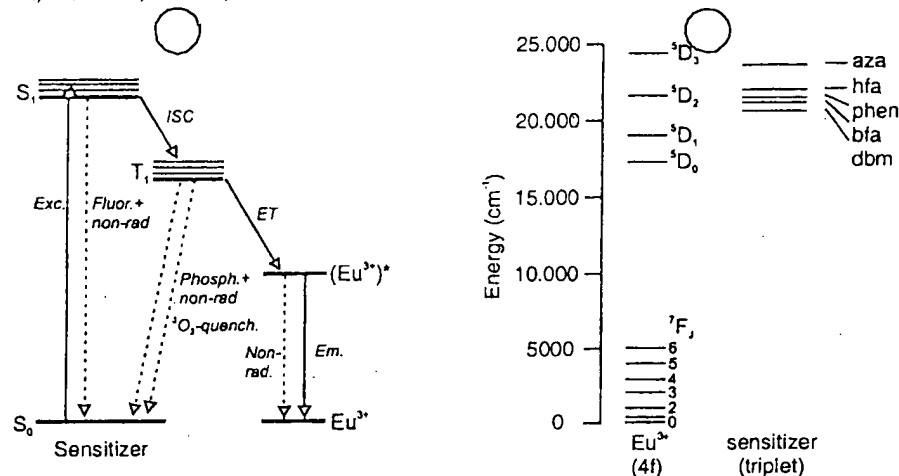 S₁
ISC
T₁
Exc.
Fluor.+
non-rad
ET
(Eu³⁺)*
Phosph.+
non-rad
³O₂-quench.
Non-
rad.
Em.
S₀
Eu³⁺
Sensitizer
25.000
20.000
15.000
10.000
5000
0
Energy (cm⁻¹)
⁵D₃
⁵D₂
⁵D₁
⁵D₀
⁷F_J
6
5
4
3
2
0
Eu³⁺
(4f)
aza
hfa
phen
bfa
dbm
sensitizer
(triplet)